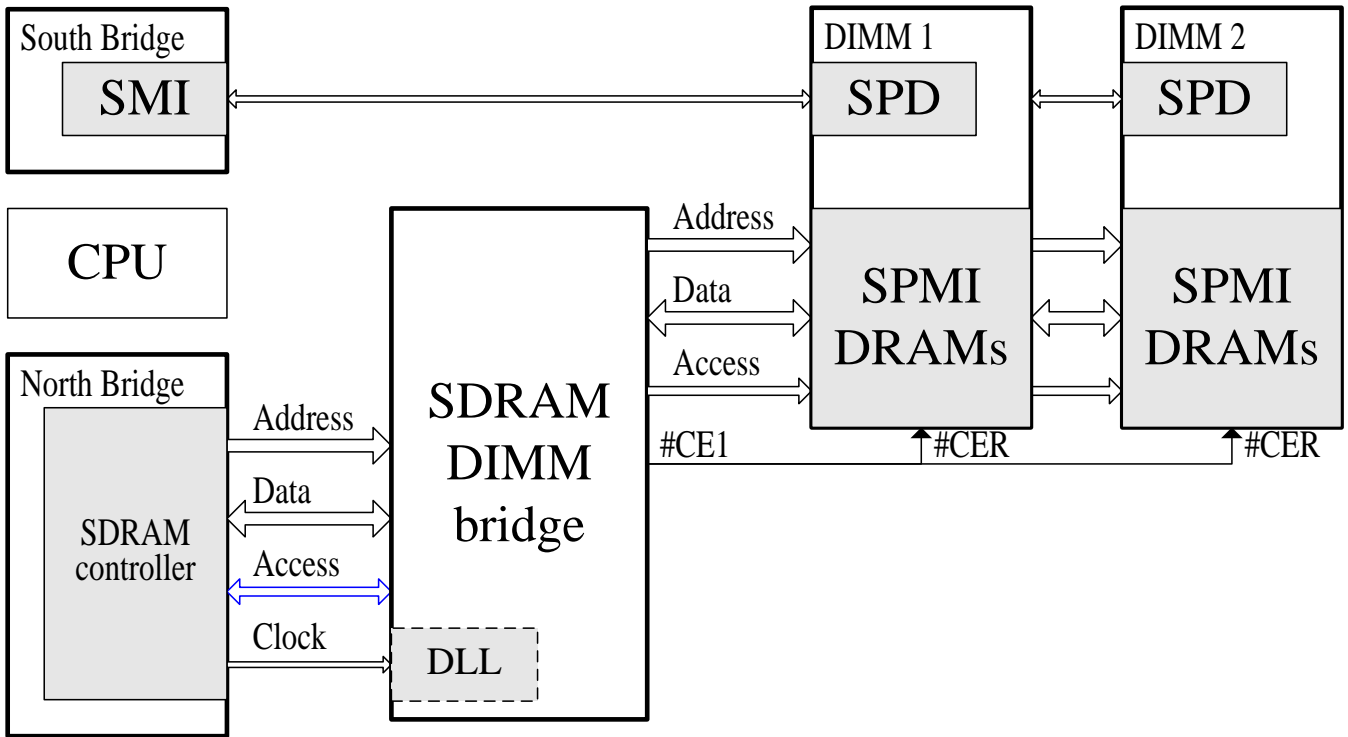 South Bridge
SMI
DIMM 1
SPD
DIMM 2
SPD
CPU
Address
Data
Access
SPMI
DRAMs
SPMI
DRAMs
North Bridge
SDRAM
controller
Address
Data
Access
Clock
SDRAM
DIMM
bridge
DLL
#CE1
#CER
#CER